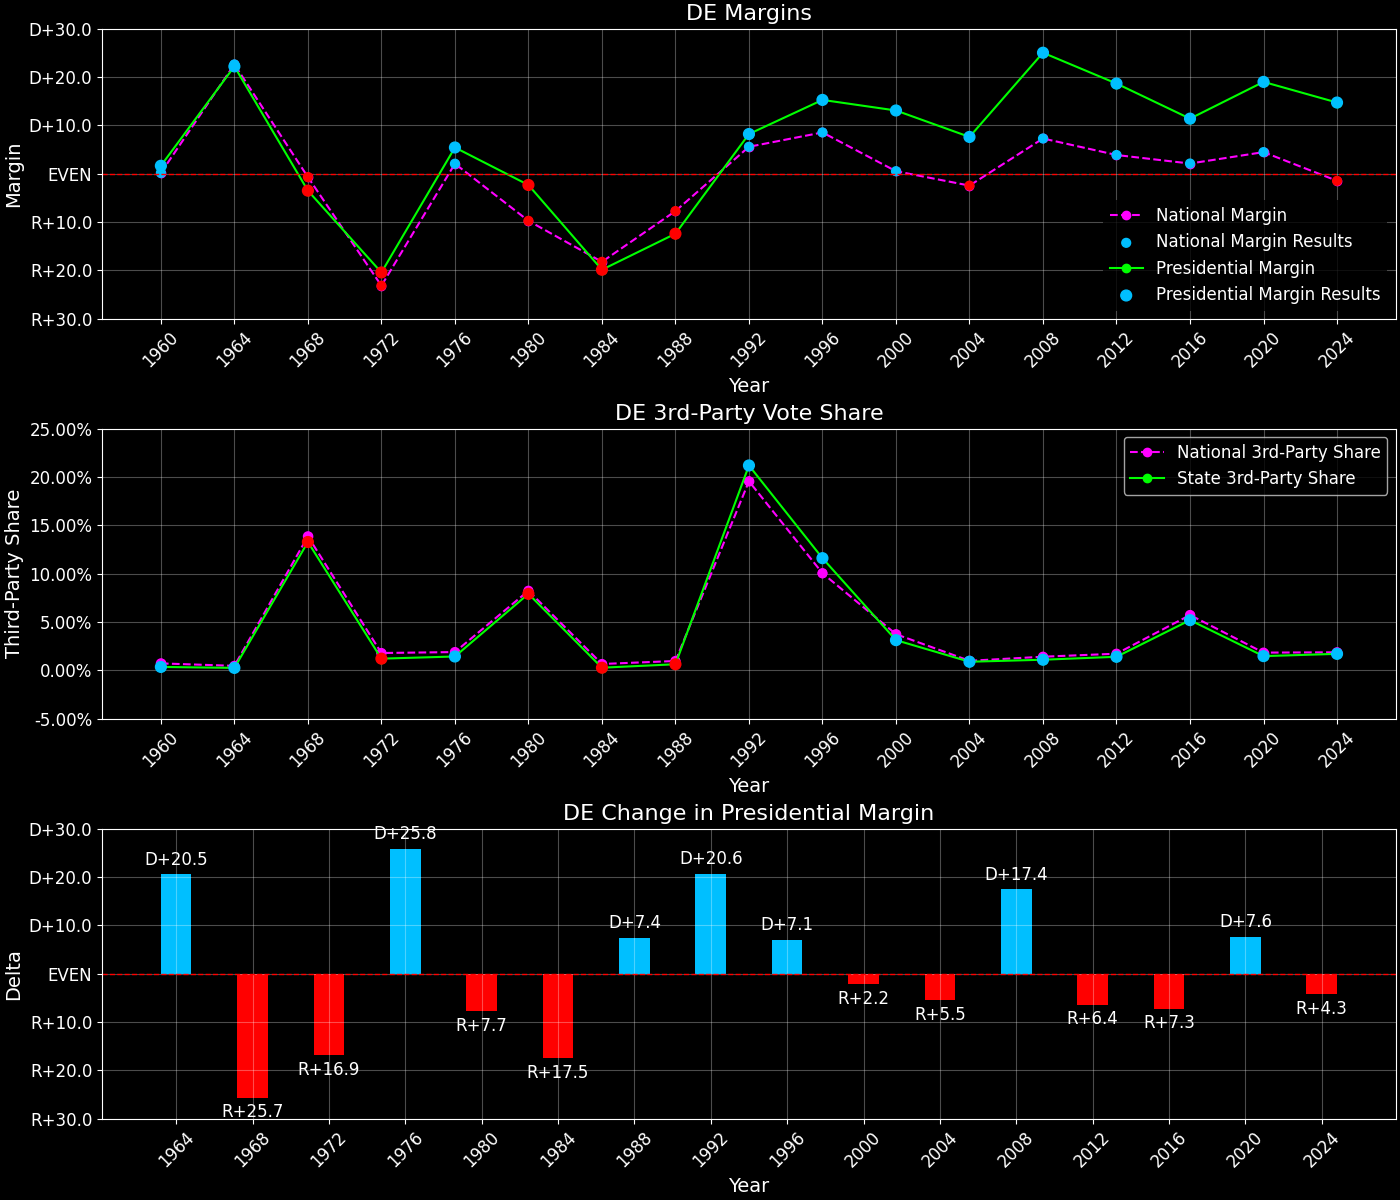 DE Margins
D+30.0
D+20.0
D+10.0
EVEN
R+10.0
R+20.0
R+30.0
Margin
National Margin
National Margin Results
Presidential Margin
Presidential Margin Results
1960 1964 1968 1972 1976 1980 1984 1988 1992 1996 2000 2004 2008 2012 2016 2020 2024
Year
DE 3rd-Party Vote Share
25.00%
20.00%
15.00%
10.00%
5.00%
0.00%
-5.00%
Third-Party Share
National 3rd-Party Share
State 3rd-Party Share
1960 1964 1968 1972 1976 1980 1984 1988 1992 1996 2000 2004 2008 2012 2016 2020 2024
Year
DE Change in Presidential Margin
D+30.0
D+20.0
D+10.0
EVEN
R+10.0
R+20.0
R+30.0
Delta
D+20.5
R+25.7
R+16.9
D+25.8
R+7.7
R+17.5
D+7.4
D+20.6
D+7.1
R+2.2
R+5.5
D+17.4
R+6.4
R+7.3
D+7.6
R+4.3
1964 1968 1972 1976 1980 1984 1988 1992 1996 2000 2004 2008 2012 2016 2020 2024
Year